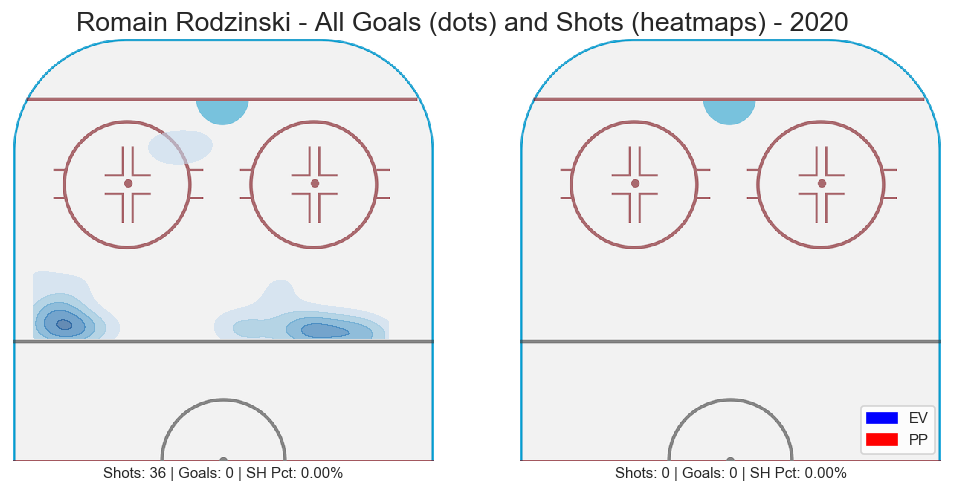 Romain Rodzinski - All Goals (dots) and Shots (heatmaps) - 2020
EV
PP
Shots: 36 | Goals: 0 | SH Pct: 0.00%
Shots: 0 | Goals: 0 | SH Pct: 0.00%